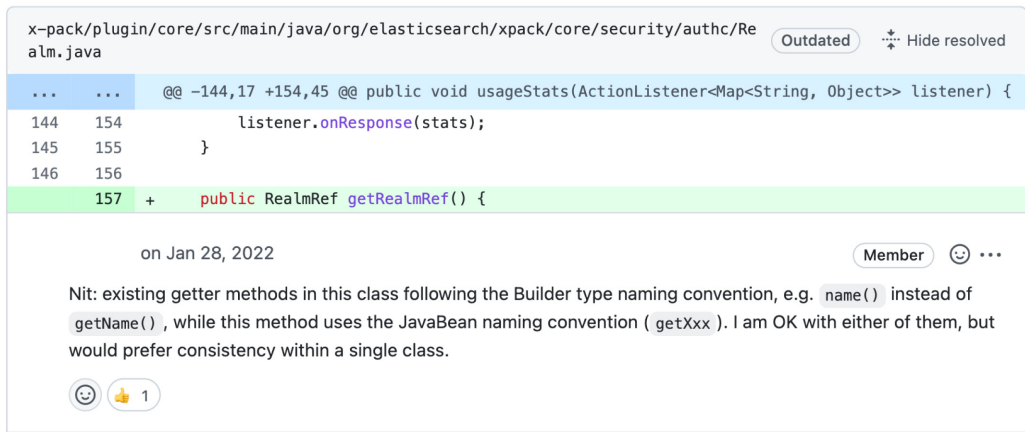 x-pack/plugin/core/src/main/java/org/elasticsearch/xpack/core/security/authc/Re
alm.java
Outdated
Hide resolved
... ... @@ -144,17 +154,45 @@ public void usageStats(ActionListener<Map<String, Object>> listener) {
144 154 listener.onResponse(stats);
145 155 }
146 156
157 + public RealmRef getRealmRef() {
on Jan 28, 2022
Member
Nit: existing getter methods in this class following the Builder type naming convention, e.g. name() instead of
getName() , while this method uses the JavaBean naming convention ( getXxx ). I am OK with either of them, but
would prefer consistency within a single class.
👍 1